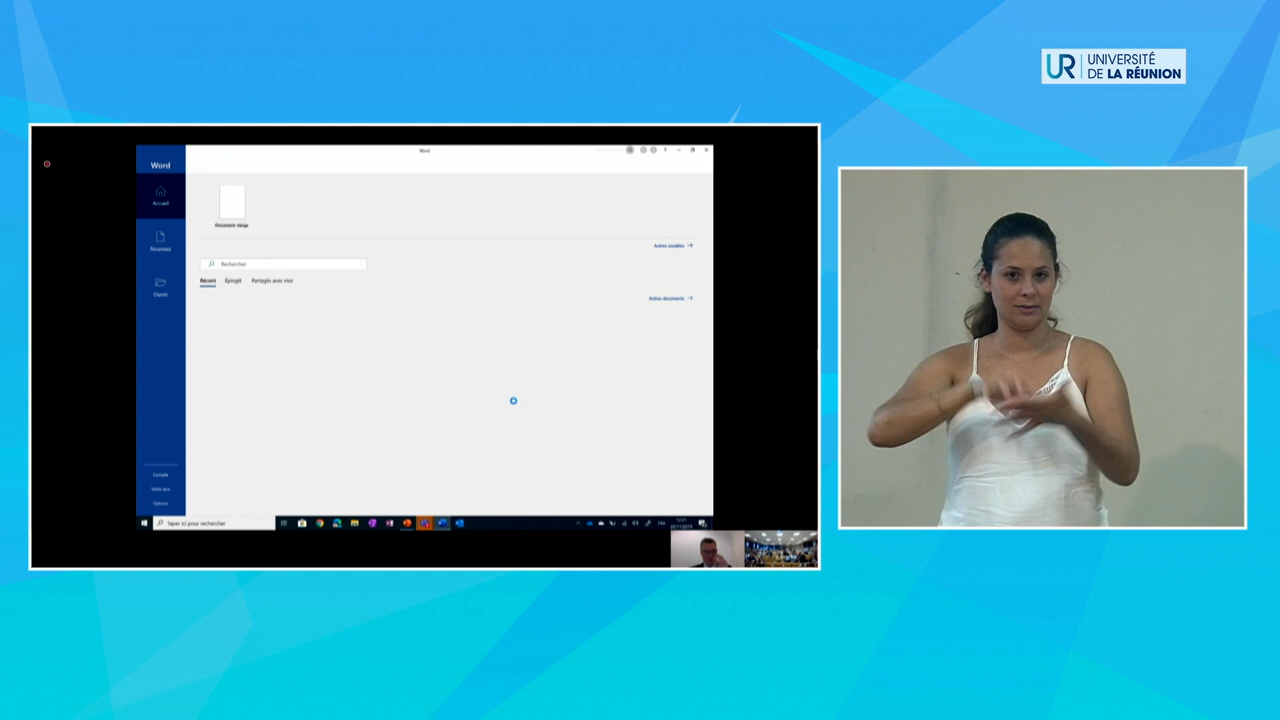 UR UNIVERSITÉ
DE LA RÉUNION
Word
Word
Accueil
Nouveau
Ouvrir
Document vierge
Autres modèles
Rechercher
Récent Épinglé Partagés avec moi
Autres documents
Compte
Votre avis
Options
Taper ici pour rechercher